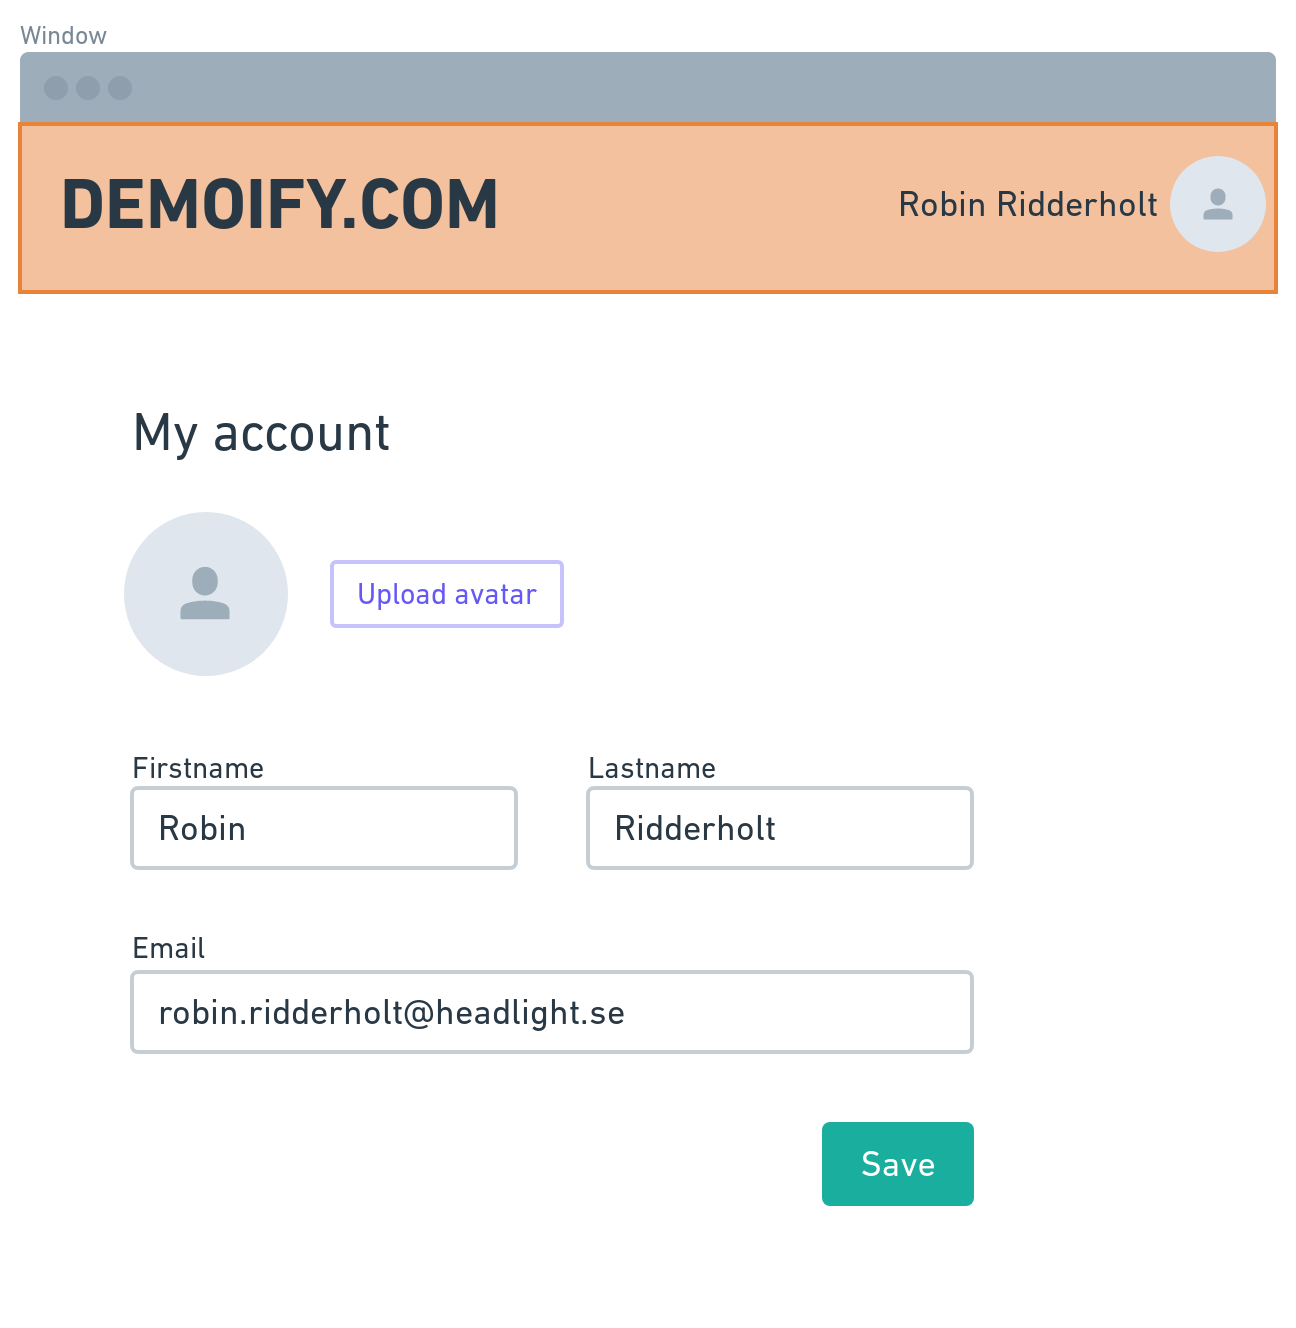 Window
DEMOIFY.COM
Robin Ridderholt
My account
Upload avatar
Firstname
Lastname
Robin
Ridderholt
Email
robin.ridderholt@headlight.se
Save